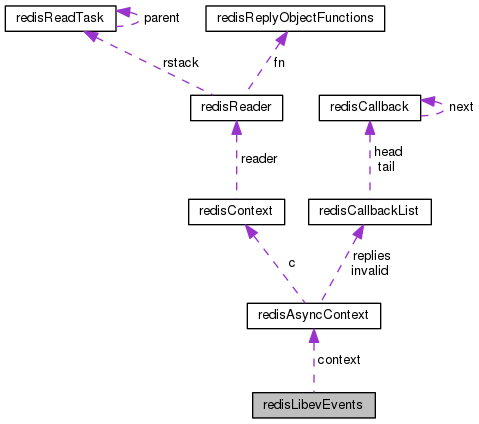 redisReadTask
parent
redisReplyObjectFunctions
rstack
fn
redisReader
redisCallback
next
reader
head
tail
redisContext
redisCallbackList
c
replies
invalid
redisAsyncContext
context
redisLibevEvents